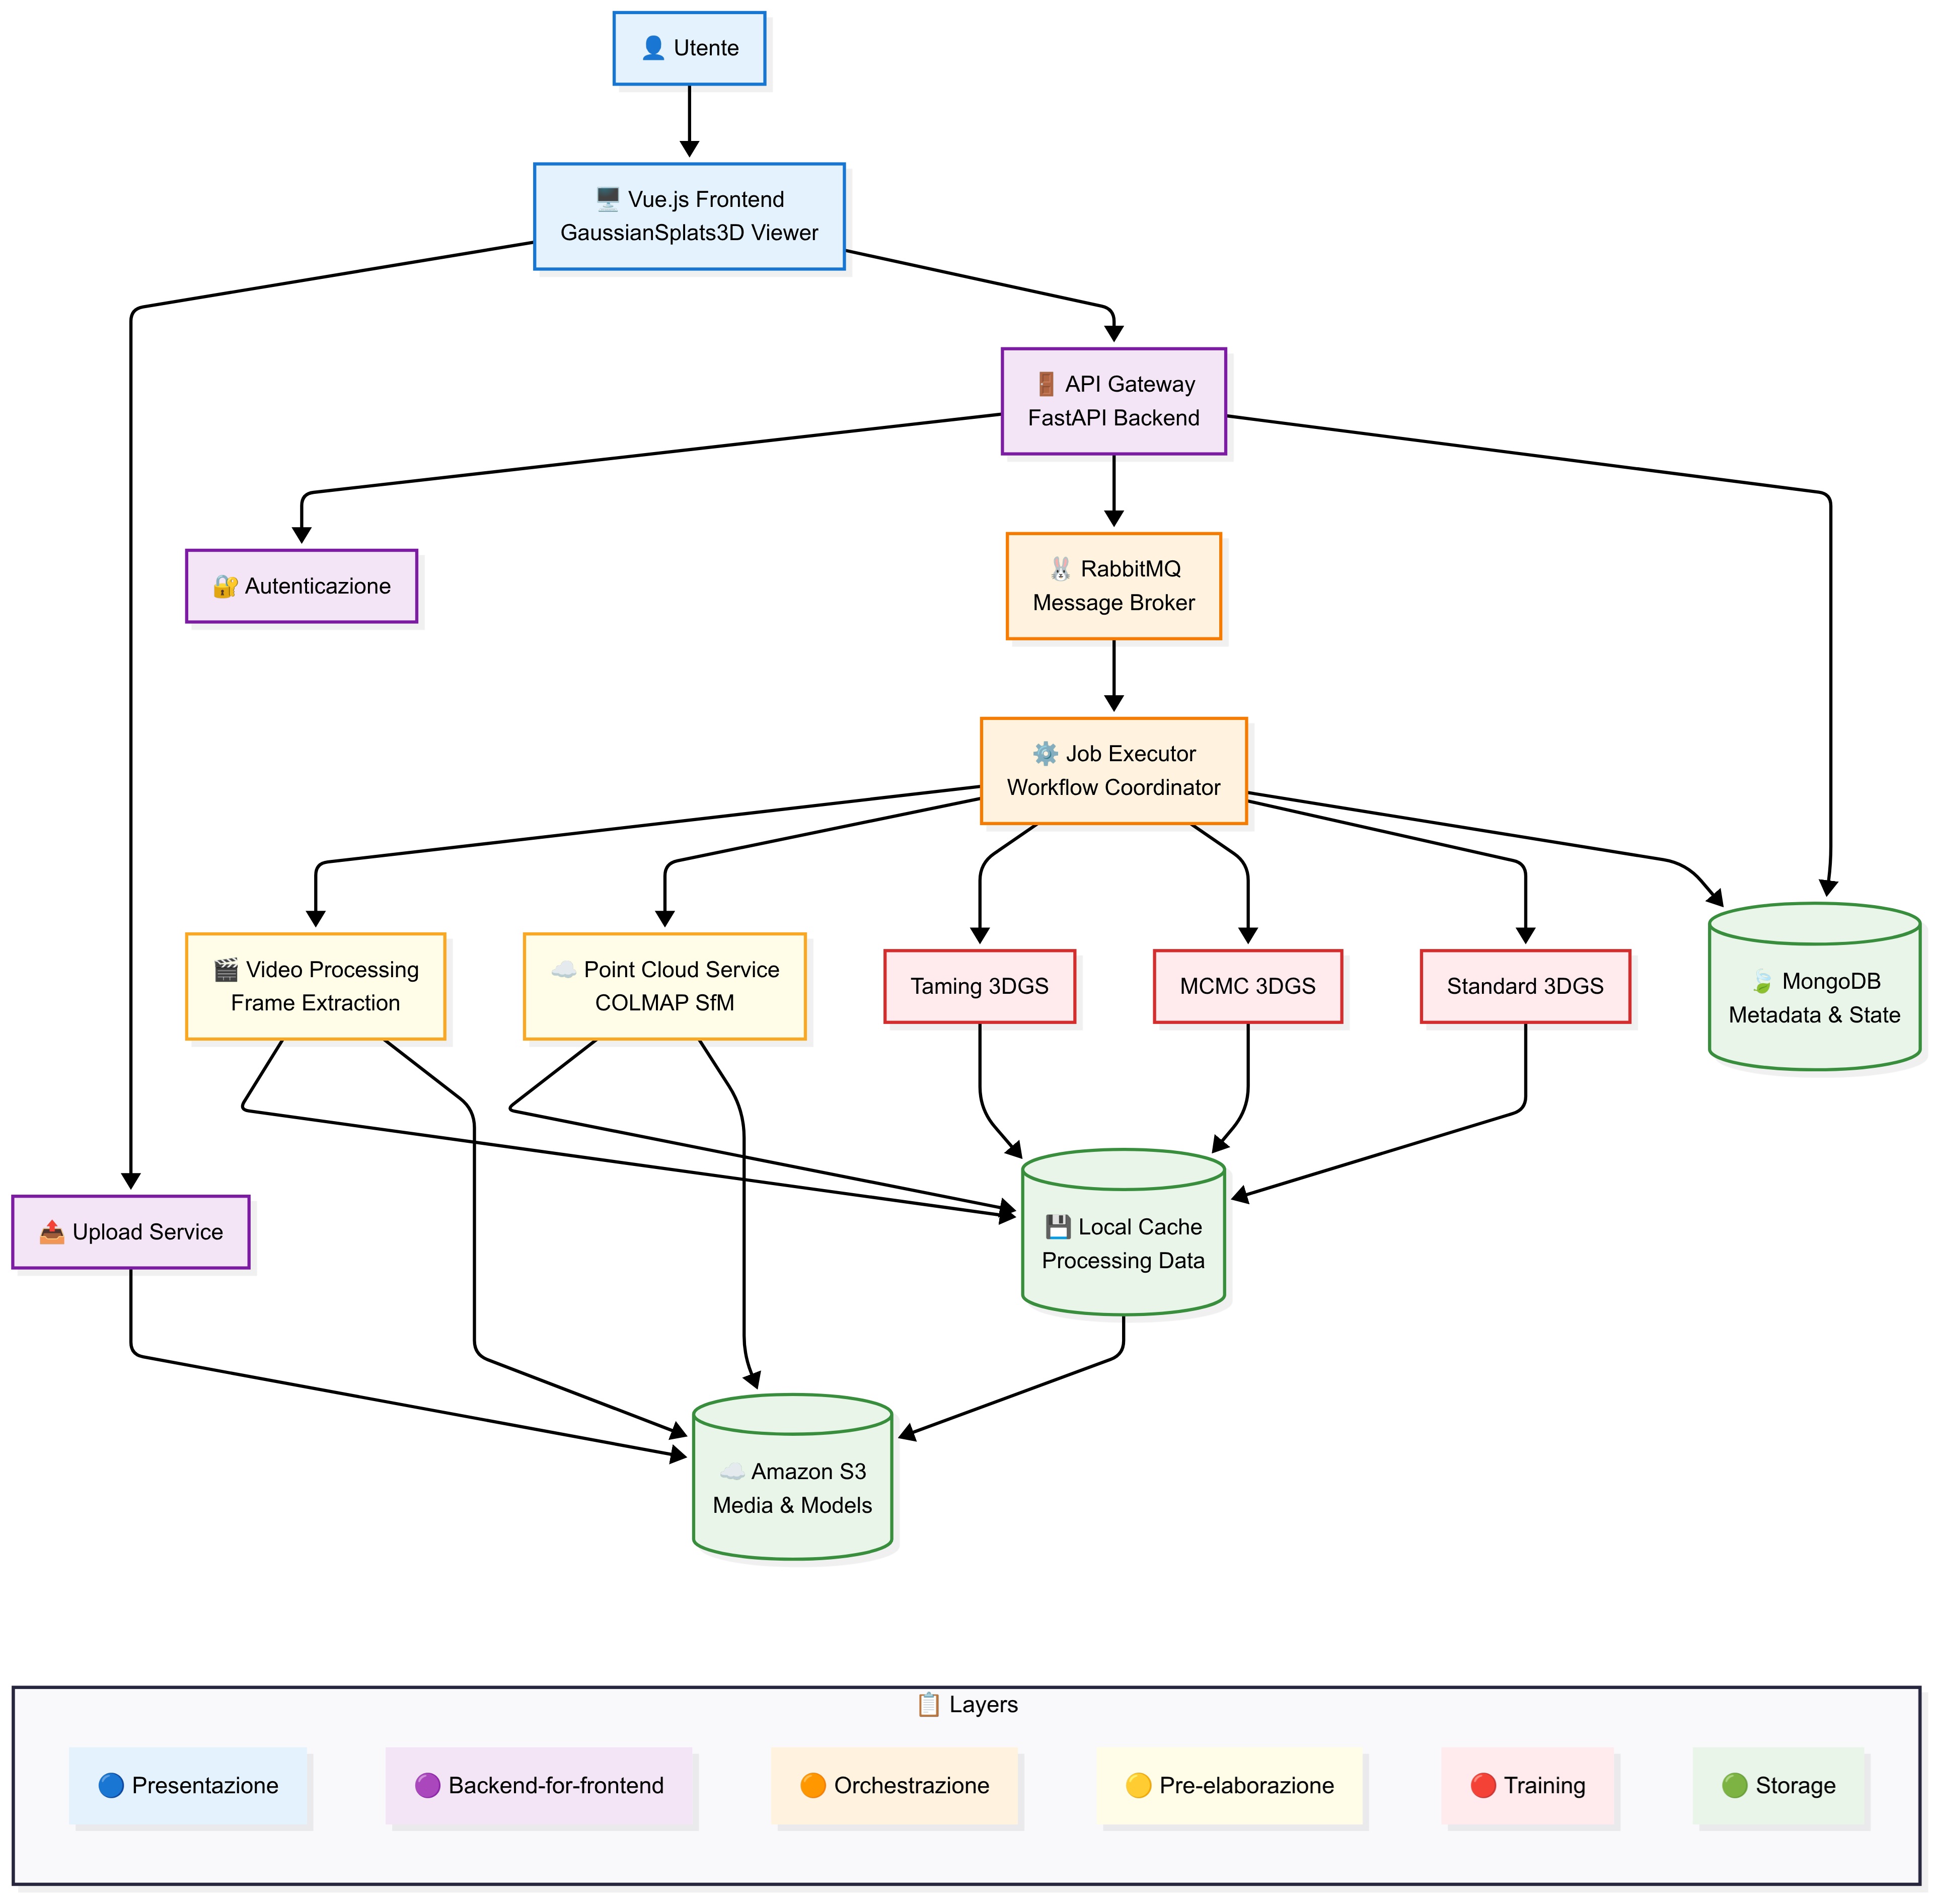 👤 Utente
🖥️ Vue.js Frontend
GaussianSplats3D Viewer
🚪 API Gateway
FastAPI Backend
🔐 Autenticazione
🐰 RabbitMQ
Message Broker
⚙️ Job Executor
Workflow Coordinator
🎬 Video Processing
Frame Extraction
☁️ Point Cloud Service
COLMAP SfM
Taming 3DGS
MCMC 3DGS
Standard 3DGS
🍃 MongoDB
Metadata & State
📤 Upload Service
💾 Local Cache
Processing Data
☁️ Amazon S3
Media & Models
📋 Layers
🔵 Presentazione
🟣 Backend-for-frontend
🟠 Orchestrazione
🟡 Pre-elaborazione
🔴 Training
🟢 Storage